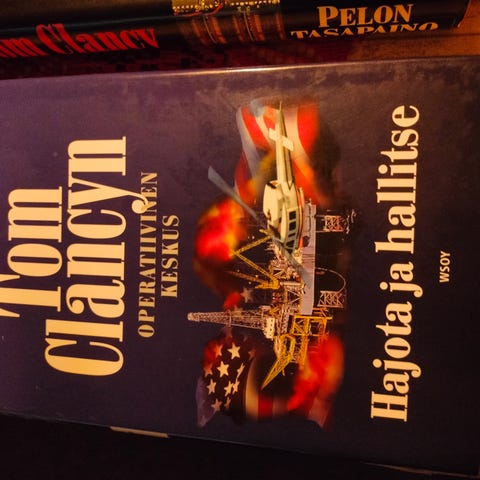 Tom Clancy
PELON
TASAPAINO
Tom
Clancyn
OPERATIIVINEN
KESKUS
Hajota ja hallitse
WSOY